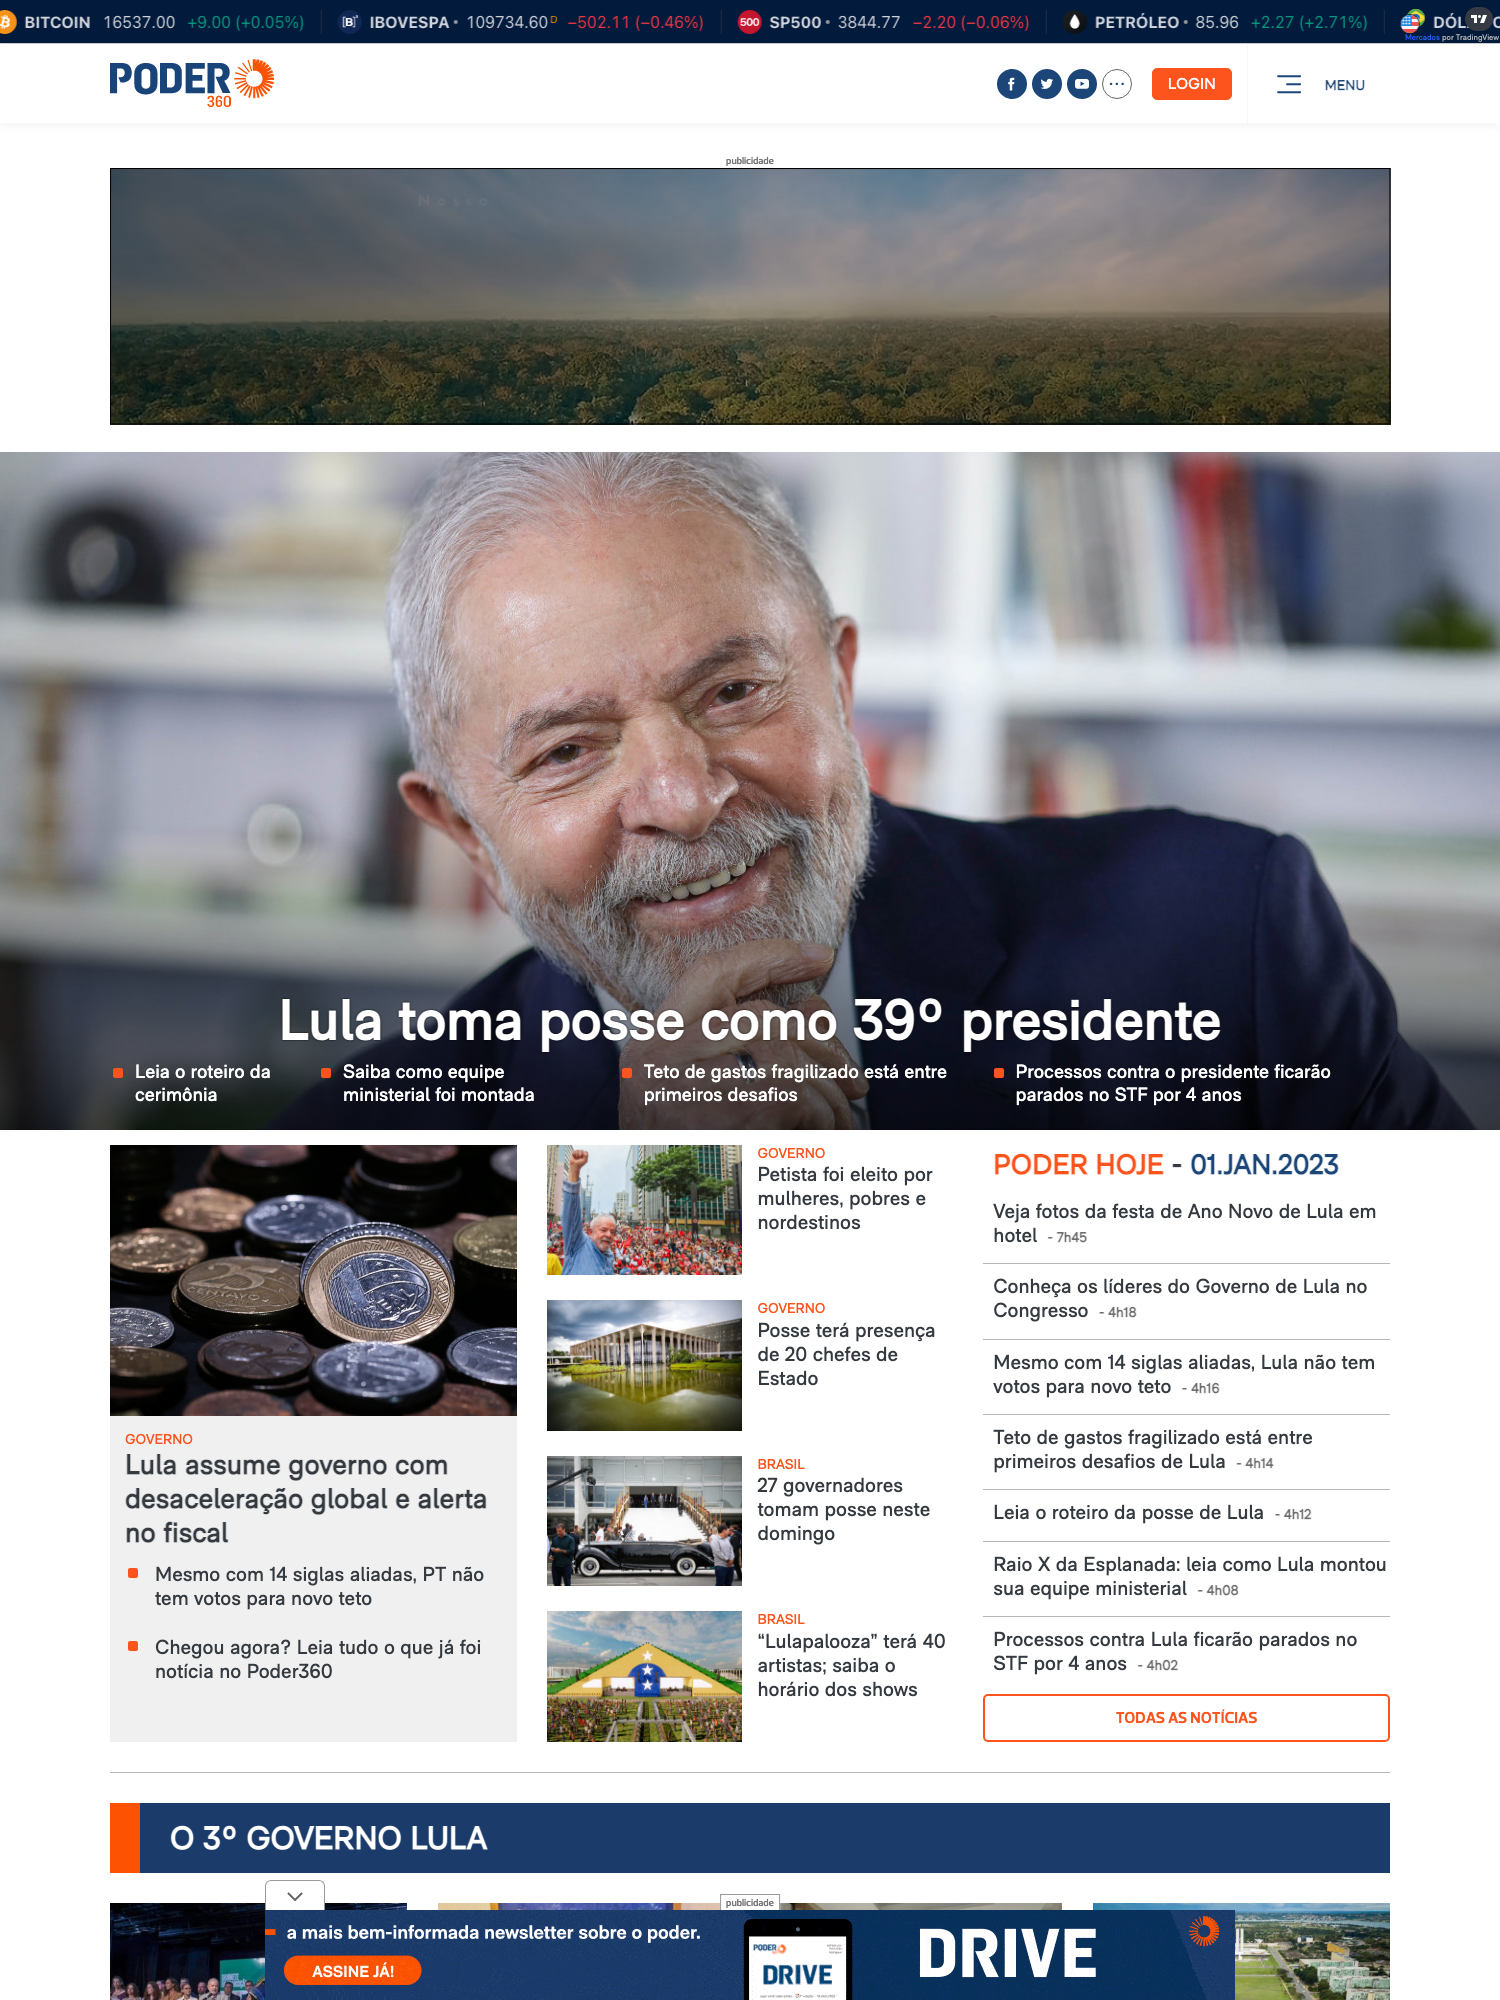 BITCOIN 16537.00 +9.00 (+0.05%) IBOVESPA • 109734.60 D −502.11 (−0.46%) 500 SP500 • 3844.77 −2.20 (−0.06%) PETRÓLEO • 85.96 +2.27 (+2.71%)
Mercados por TradingView
PODER
360
LOGIN
MENU
publicidade
Nosso
Lula toma posse como 39º presidente
Leia o roteiro da
cerimônia
Saiba como equipe
ministerial foi montada
Teto de gastos fragilizado está entre
primeiros desafios
Processos contra o presidente ficarão
parados no STF por 4 anos
GOVERNO
Lula assume governo com
desaceleração global e alerta
no fiscal
Mesmo com 14 siglas aliadas, PT não
tem votos para novo teto
Chegou agora? Leia tudo o que já foi
notícia no Poder360
GOVERNO
Petista foi eleito por
mulheres, pobres e
nordestinos
GOVERNO
Posse terá presença
de 20 chefes de
Estado
BRASIL
27 governadores
tomam posse neste
domingo
BRASIL
“Lulapalooza” terá 40
artistas; saiba o
horário dos shows
PODER HOJE - 01.JAN.2023
Veja fotos da festa de Ano Novo de Lula em
hotel - 7h45
Conheça os líderes do Governo de Lula no
Congresso - 4h18
Mesmo com 14 siglas aliadas, Lula não tem
votos para novo teto - 4h16
Teto de gastos fragilizado está entre
primeiros desafios de Lula - 4h14
Leia o roteiro da posse de Lula - 4h12
Raio X da Esplanada: leia como Lula montou
sua equipe ministerial - 4h08
Processos contra Lula ficarão parados no
STF por 4 anos - 4h02
TODAS AS NOTÍCIAS
O 3º GOVERNO LULA
publicidade
a mais bem-informada newsletter sobre o poder.
ASSINE JÁ!
PODER
DRIVE
DRIVE